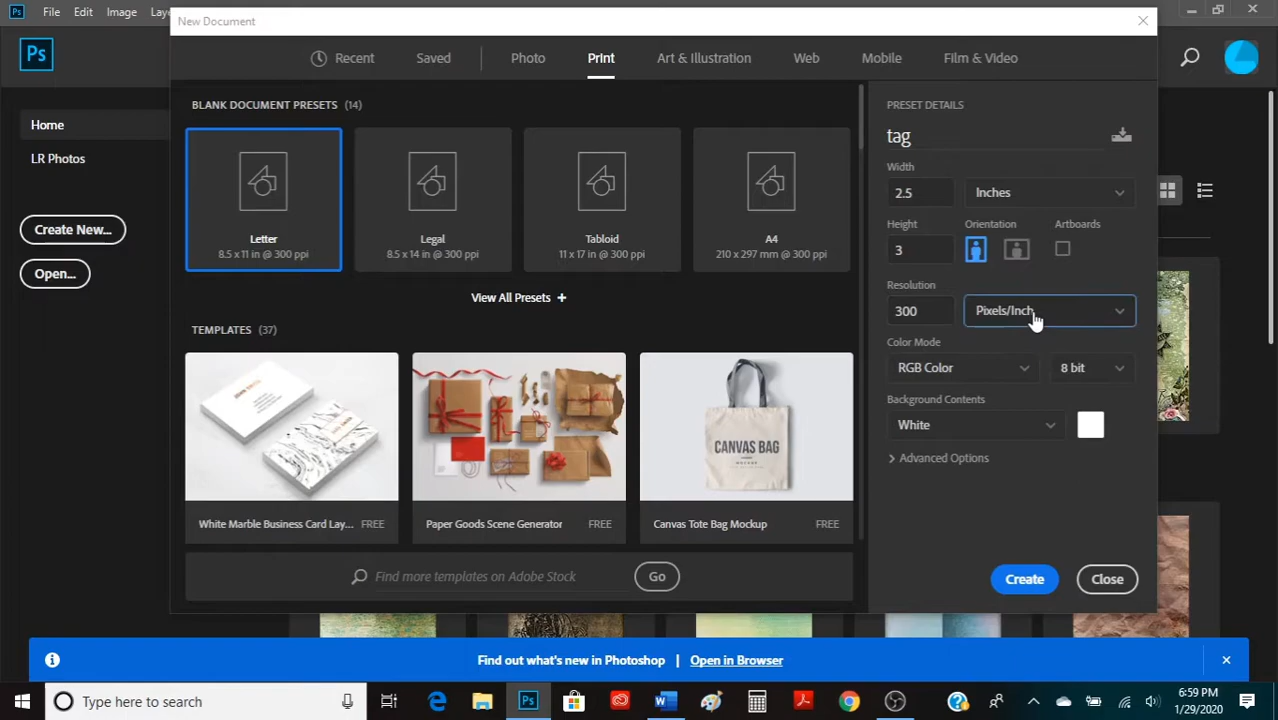 Ps File Edit Image Lay
New Document
Ps
Recent Saved Photo Print Art & Illustration Web Mobile Film & Video
Home
LR Photos
Create New...
Open...
BLANK DOCUMENT PRESETS (14)
Letter
8.5 x 11 in @ 300 ppi
Legal
8.5 x 14 in @ 300 ppi
Tabloid
11 x 17 in @ 300 ppi
A4
210 x 297 mm @ 300 ppi
View All Presets +
TEMPLATES (37)
CANVAS BAG
White Marble Business Card Lay... FREE
Paper Goods Scene Generator FREE
Canvas Tote Bag Mockup FREE
Find more templates on Adobe Stock Go
PRESET DETAILS
tag
Width
2.5 Inches
Height Orientation Artboards
3
Resolution
300 Pixels/Inch
Color Mode
RGB Color 8 bit
Background Contents
White
Advanced Options
Create Close
Find out what's new in Photoshop | Open in Browser
Type here to search
6:59 PM
1/29/2020